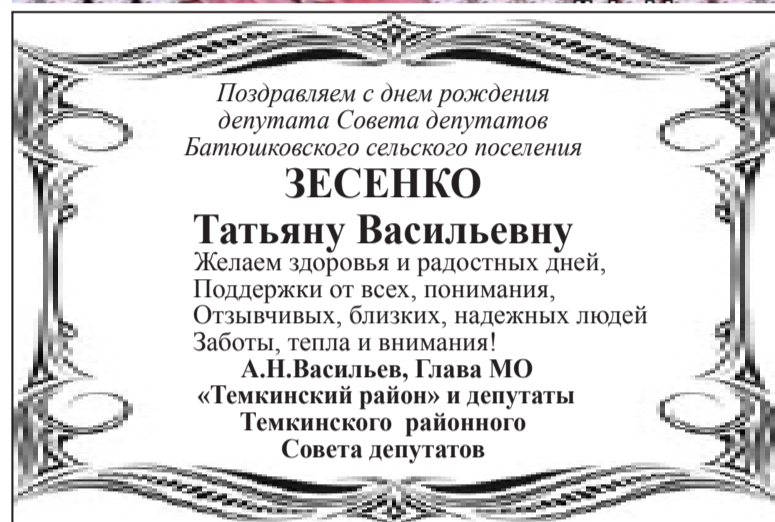 Поздравляем с днем рождения
депутата Совета депутатов
Батюшковского сельского поселения
ЗЕСЕНКО
Татьяну Васильевну
Желаем здоровья и радостных дней,
Поддержки от всех, понимания,
Отзывчивых, близких, надежных людей
Заботы, тепла и внимания!
А.Н.Васильев, Глава МО
«Темкинский район» и депутаты
Темкинского районного
Совета депутатов